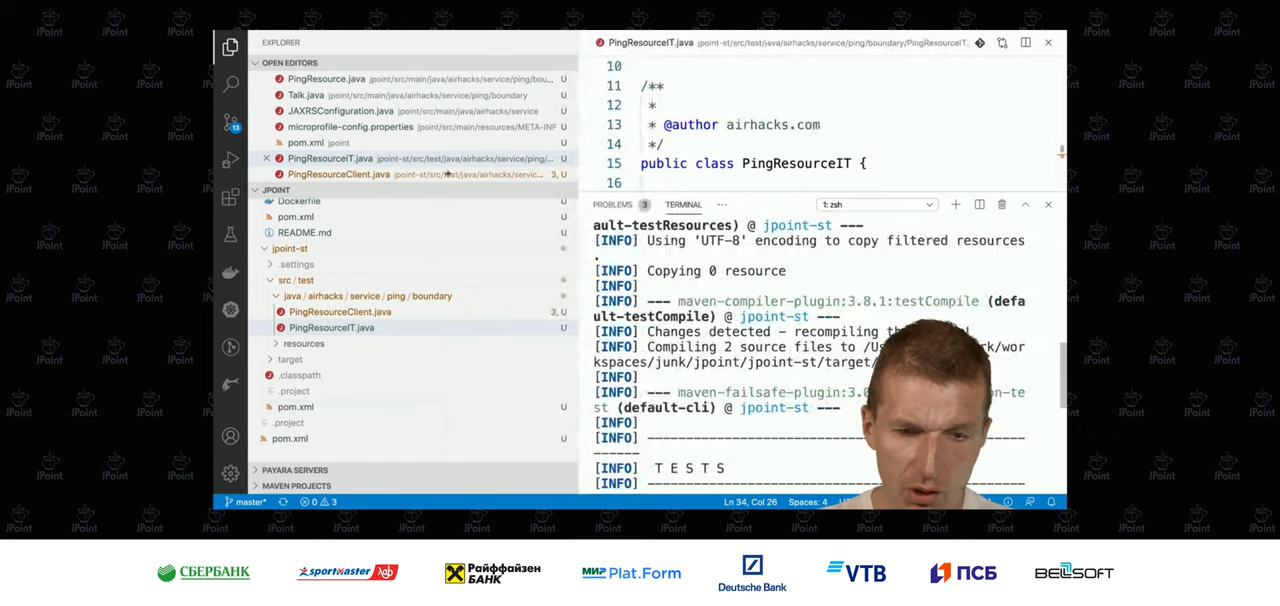 JPoint
EXPLORER
OPEN EDITORS
PingResource.java jpoint/src/main/java/airhacks/service/ping/bou... U
Talk.java jpoint/src/main/java/airhacks/service/ping/boundary U
JAXRSConfiguration.java jpoint/src/main/java/airhacks/service U
microprofile-config.properties jpoint/src/main/resources/META-INF U
pom.xml jpoint U
PingResourceIT.java jpoint-st/src/test/java/airhacks/service/ping/... U
PingResourceClient.java jpoint-st/src/test/java/airhacks/servic... 3, U
JPOINT
Dockerfile
pom.xml U
README.md U
jpoint-st
.settings
src / test
java / airhacks / service / ping / boundary
PingResourceClient.java 3, U
PingResourceIT.java U
resources
target
.classpath
.project
pom.xml U
.project
pom.xml U
PAYARA SERVERS
MAVEN PROJECTS
13
PingResourceIT.java jpoint-st/src/test/java/airhacks/service/ping/boundary/PingResourceIT.
10
11 /**
12 *
13 * @author airhacks.com
14 */
15 public class PingResourceIT {
16
PROBLEMS 3 TERMINAL ... 1: zsh
ault-testResources) @ jpoint-st ---
[INFO] Using 'UTF-8' encoding to copy filtered resources
.
[INFO] Copying 0 resource
[INFO]
[INFO] --- maven-compiler-plugin:3.8.1:testCompile (defa
ult-testCompile) @ jpoint-st ---
[INFO] Changes detected - recompiling
[INFO] Compiling 2 source files to
rk/wor
kspaces/junk/jpoint/jpoint-st/target/
[INFO]
[INFO] --- maven-failsafe-plugin:3.0
on-te
st (default-cli) @ jpoint-st ---
[INFO]
[INFO] ------
------
[INFO] T E S T S
[INFO] ------
master* 0 3 Ln 34, Col 26 Spaces: 4
СБЕРБАНК
sportmaster lab
Райффайзен
БАНК
МИР Plat.Form
Deutsche Bank
VTB
ПСБ
BELLSOFT